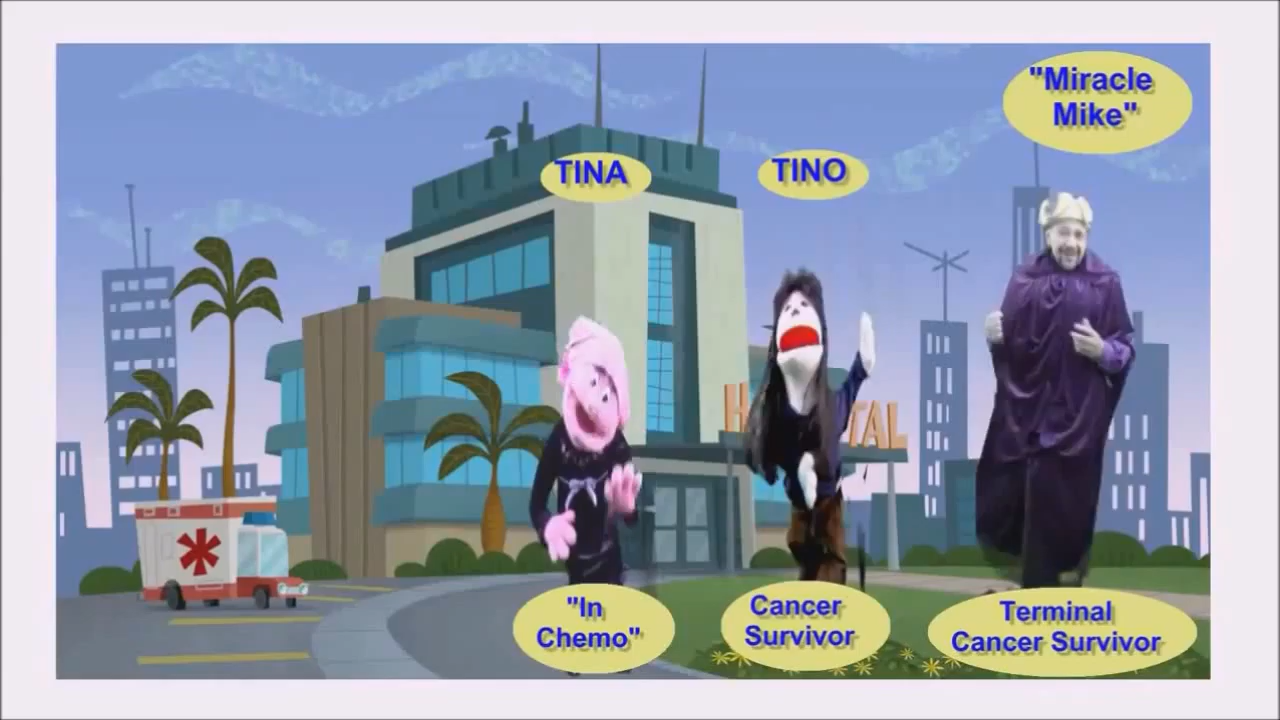 "Miracle
Mike"
TINA
TINO
"In
Chemo"
Cancer
Survivor
Terminal
Cancer Survivor